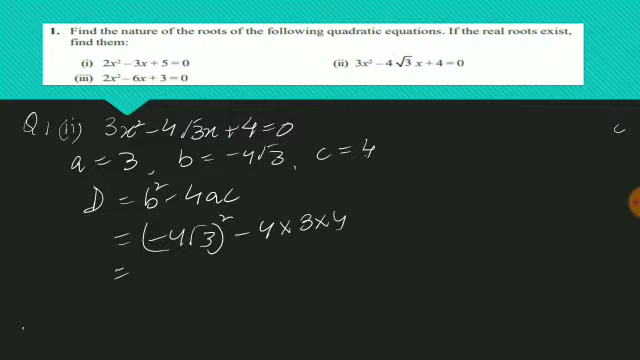 1. Find the nature of the roots of the following quadratic equations. If the real roots exist, find them:
(i) 2x² – 3x + 5 = 0 (ii) 3x² – 4√3 x + 4 = 0
(iii) 2x² – 6x + 3 = 0
Q 1 (ii) 3x² – 4√3x + 4 = 0
a = 3, b = –4√3, c = 4
D = b² – 4ac
= (–4√3)² – 4 × 3 × 4
=
c